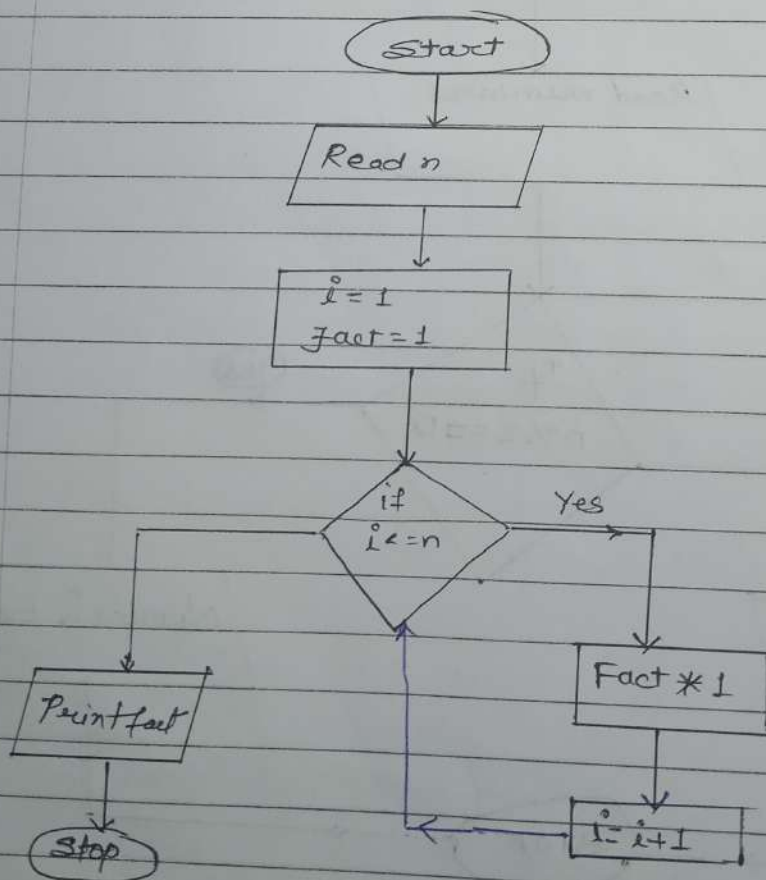 Start
Read n
i = 1
Fact = 1
if
i <= n
Yes
Fact * 1
i = i + 1
Print fact
Stop